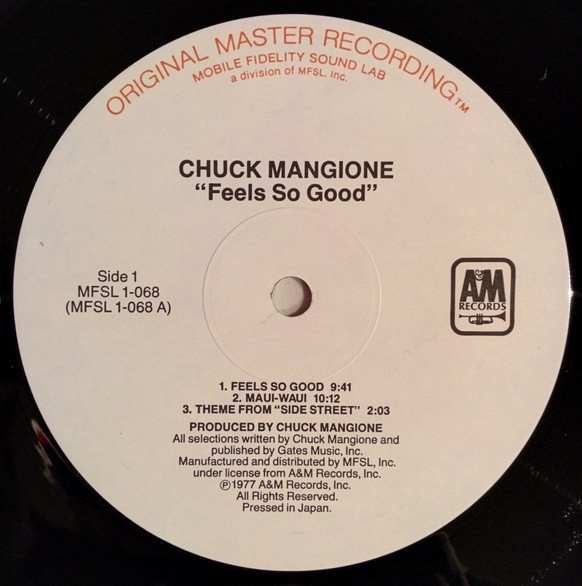 ORIGINAL MASTER RECORDING™
MOBILE FIDELITY SOUND LAB
a division of MFSL, Inc.
CHUCK MANGIONE
“Feels So Good”
Side 1
MFSL 1-068
(MFSL 1-068 A)
A&M
RECORDS
1. FEELS SO GOOD 9:41
2. MAUI-WAUI 10:12
3. THEME FROM “SIDE STREET” 2:03
PRODUCED BY CHUCK MANGIONE
All selections written by Chuck Mangione and
published by Gates Music, Inc.
Manufactured and distributed by MFSL, Inc.
under license from A&M Records, Inc.
℗1977 A&M Records, Inc.
All Rights Reserved.
Pressed in Japan.